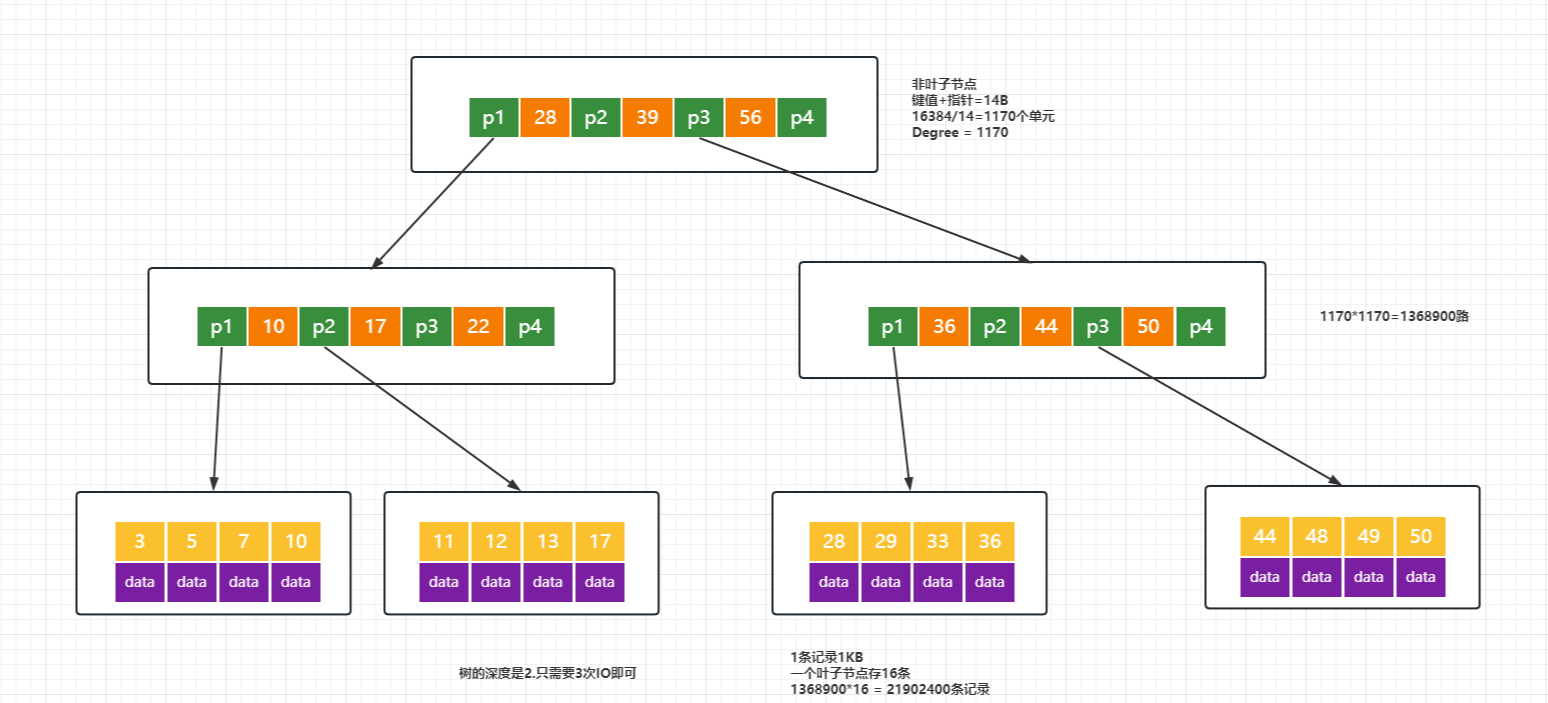 p1 28 p2 39 p3 56 p4
非叶子节点
键值+指针=14B
16384/14=1170个单元
Degree = 1170
p1 10 p2 17 p3 22 p4
p1 36 p2 44 p3 50 p4
1170*1170=1368900路
3 5 7 10
data data data data
11 12 13 17
data data data data
28 29 33 36
data data data data
44 48 49 50
data data data data
树的深度是2.只需要3次IO即可
1条记录1KB
一个叶子节点存16条
1368900*16 = 21902400条记录